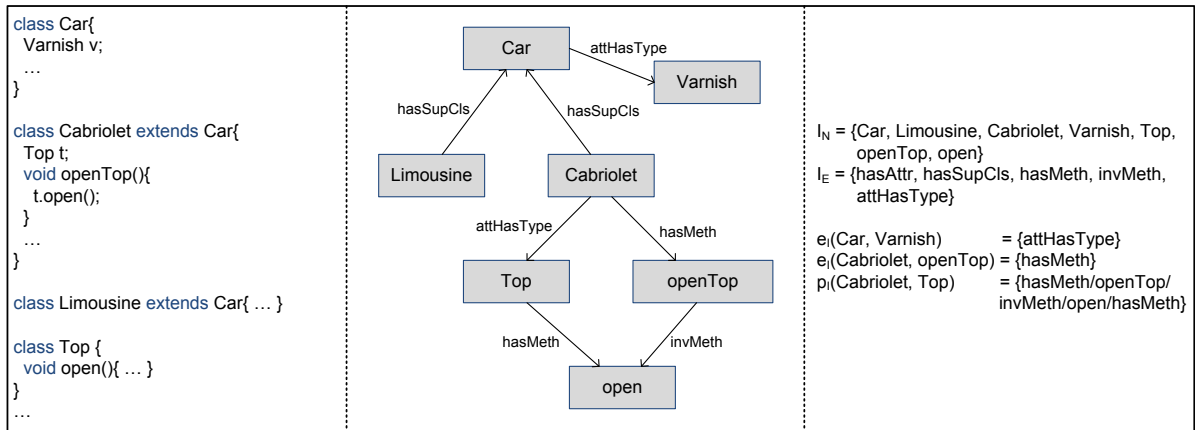 class Car{
Varnish v;
…
}
class Cabriolet extends Car{
Top t;
void openTop(){
t.open();
}
…
}
class Limousine extends Car{ … }
class Top {
void open(){ … }
}
…
Car
attHasType
Varnish
hasSupCls
hasSupCls
Limousine
Cabriolet
attHasType
hasMeth
Top
openTop
hasMeth
invMeth
open
I_N = {Car, Limousine, Cabriolet, Varnish, Top,
openTop, open}
I_E = {hasAttr, hasSupCls, hasMeth, invMeth,
attHasType}
e_I(Car, Varnish) = {attHasType}
e_I(Cabriolet, openTop) = {hasMeth}
p_I(Cabriolet, Top) = {hasMeth/openTop/
invMeth/open/hasMeth}